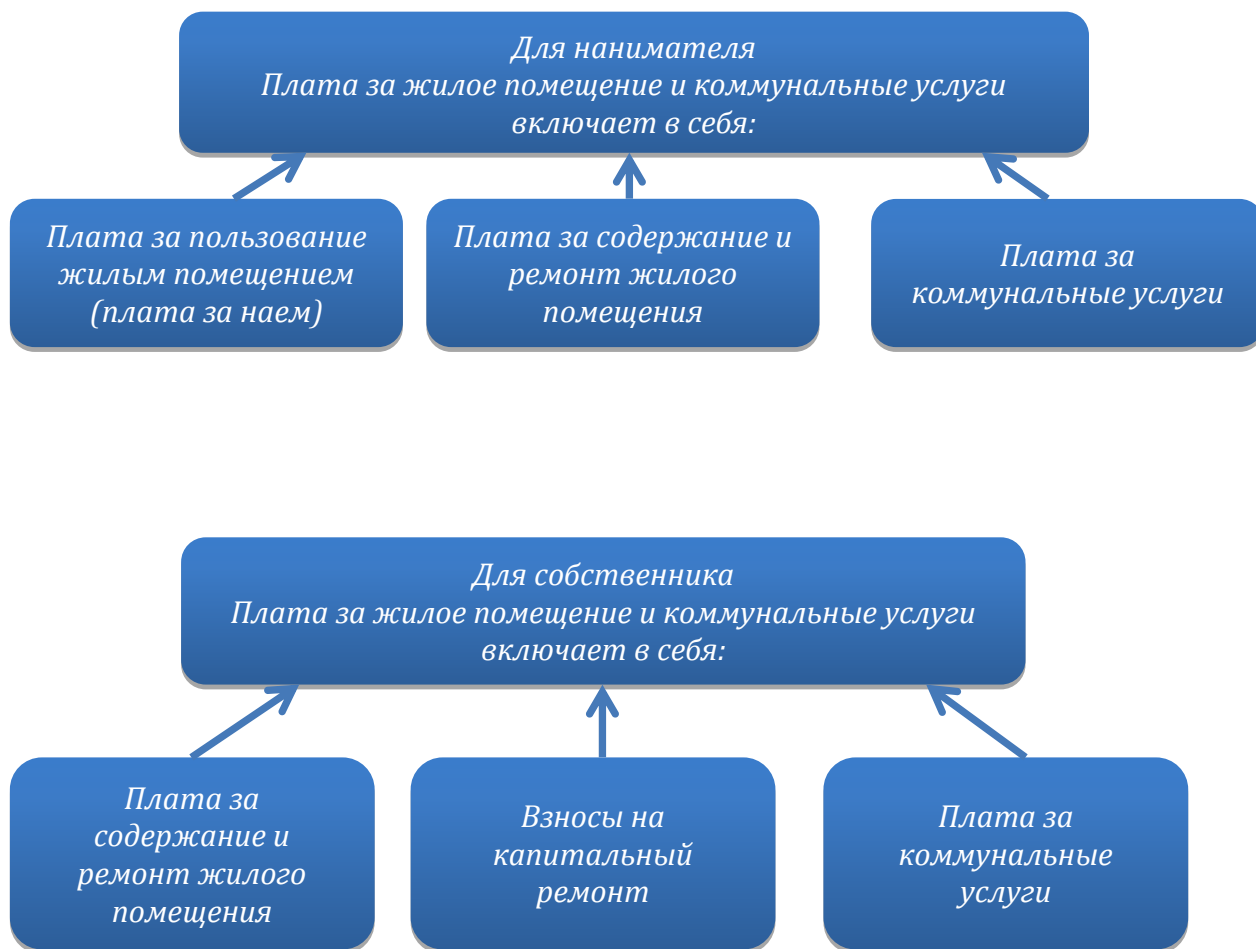 Для нанимателя
Плата за жилое помещение и коммунальные услуги
включает в себя:
Плата за пользование
жилым помещением
(плата за наем)
Плата за содержание и
ремонт жилого
помещения
Плата за
коммунальные услуги
Для собственника
Плата за жилое помещение и коммунальные услуги
включает в себя:
Плата за
содержание и
ремонт жилого
помещения
Взносы на
капитальный
ремонт
Плата за
коммунальные
услуги